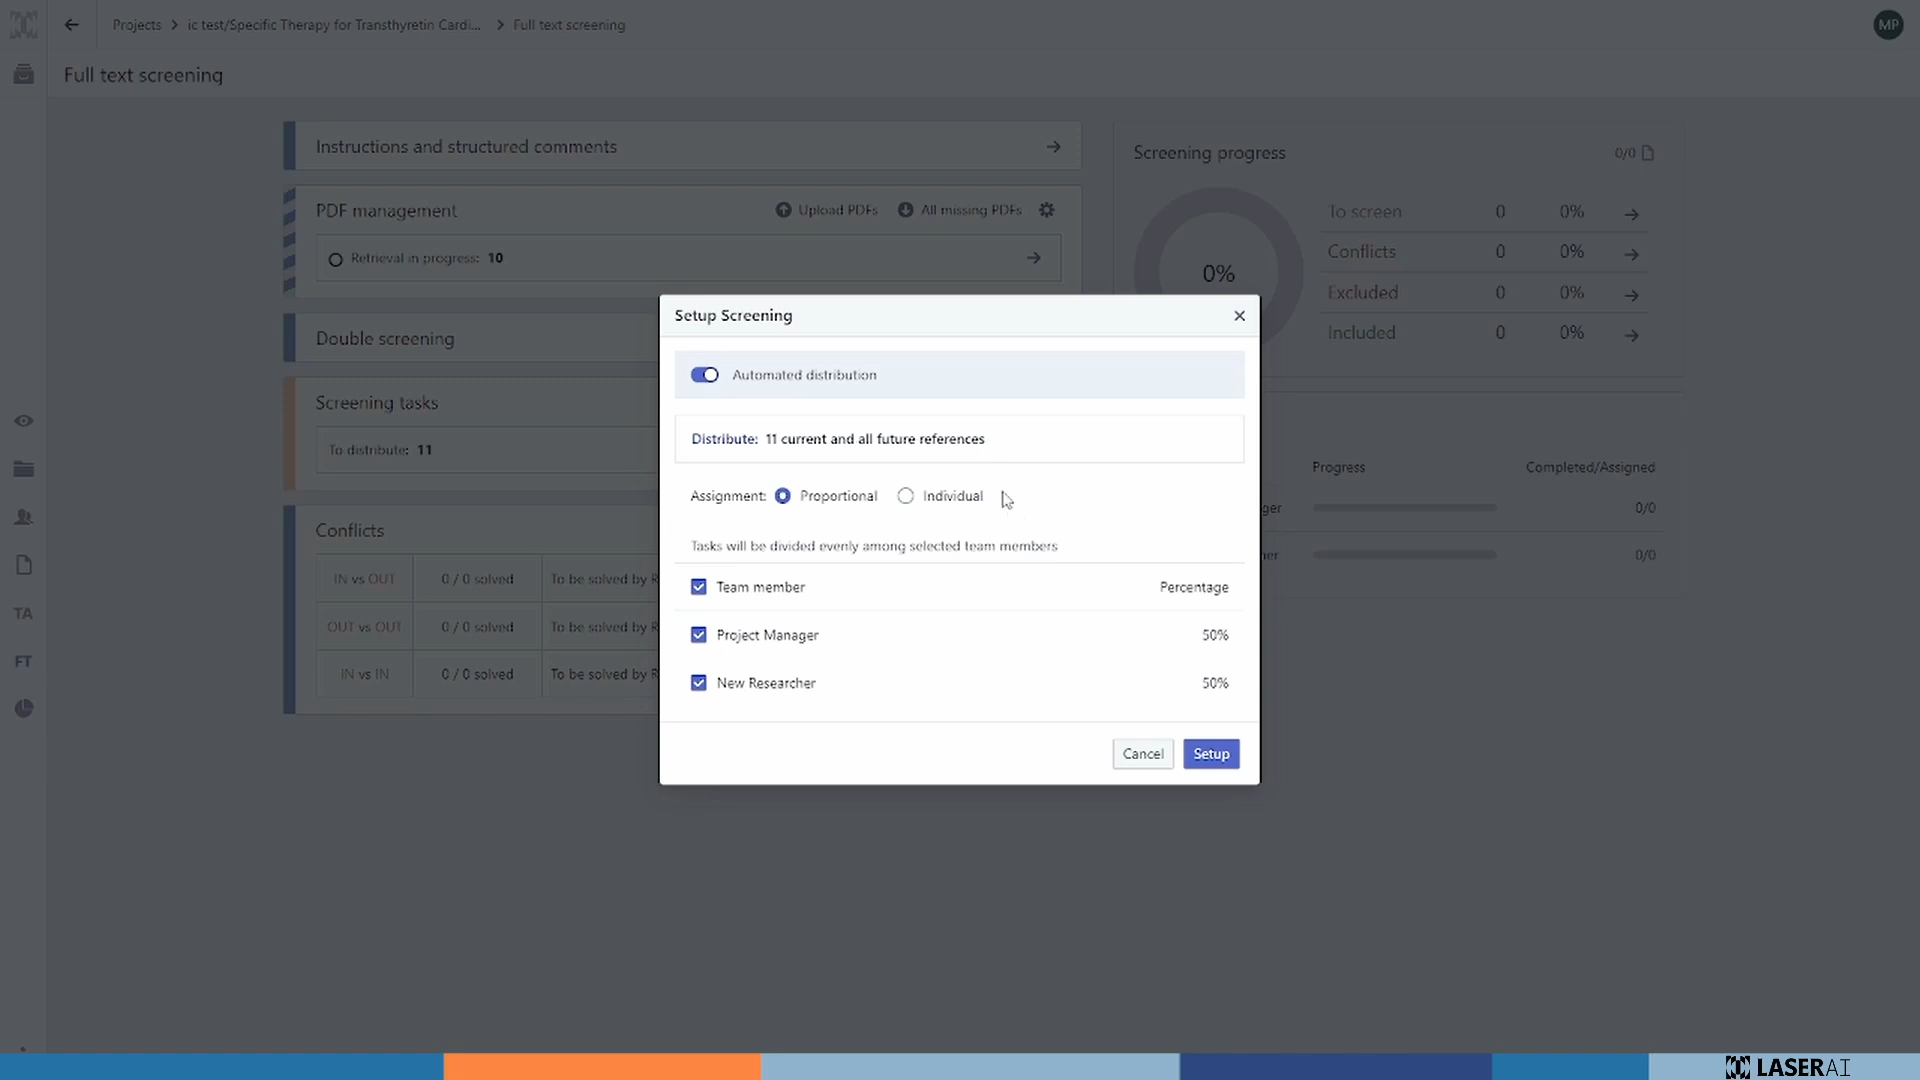 Projects > ic test/Specific Therapy for Transthyretin Cardi... > Full text screening
MP
Full text screening
Instructions and structured comments
PDF management
Upload PDFs
All missing PDFs
Retrieval in progress: 10
Double screening
Screening tasks
To distribute: 11
Conflicts
IN vs OUT 0 / 0 solved To be solved by R
OUT vs OUT 0 / 0 solved To be solved by R
IN vs IN 0 / 0 solved To be solved by R
Screening progress 0/0
0%
To screen 0 0%
Conflicts 0 0%
Excluded 0 0%
Included 0 0%
Progress Completed/Assigned
ger 0/0
her 0/0
TA
FT
Setup Screening
Automated distribution
Distribute: 11 current and all future references
Assignment: Proportional Individual
Tasks will be divided evenly among selected team members
Team member Percentage
Project Manager 50%
New Researcher 50%
Cancel
Setup
LASERAI